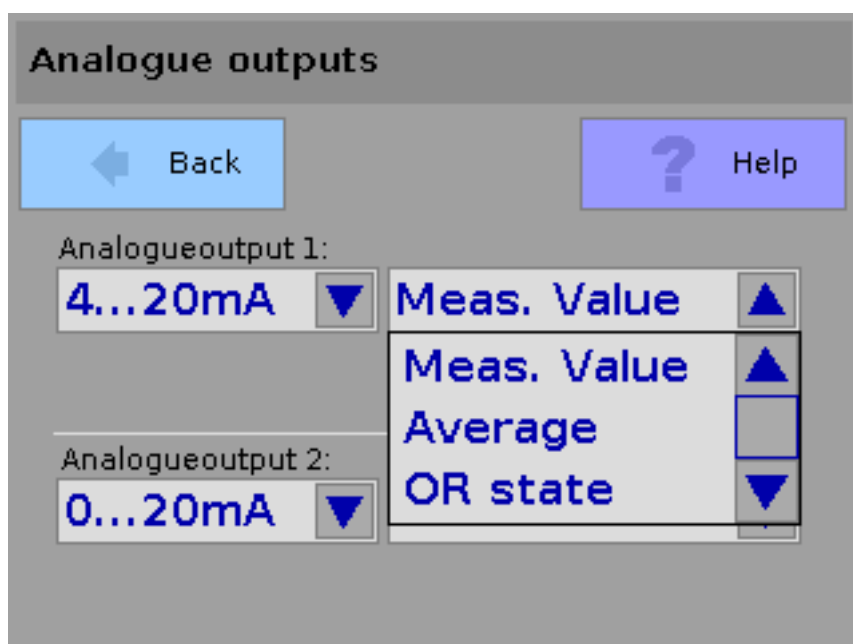 Analogue outputs
Back
Help
Analogueoutput 1:
4...20mA
Meas. Value
Meas. Value
Average
OR state
Analogueoutput 2:
0...20mA